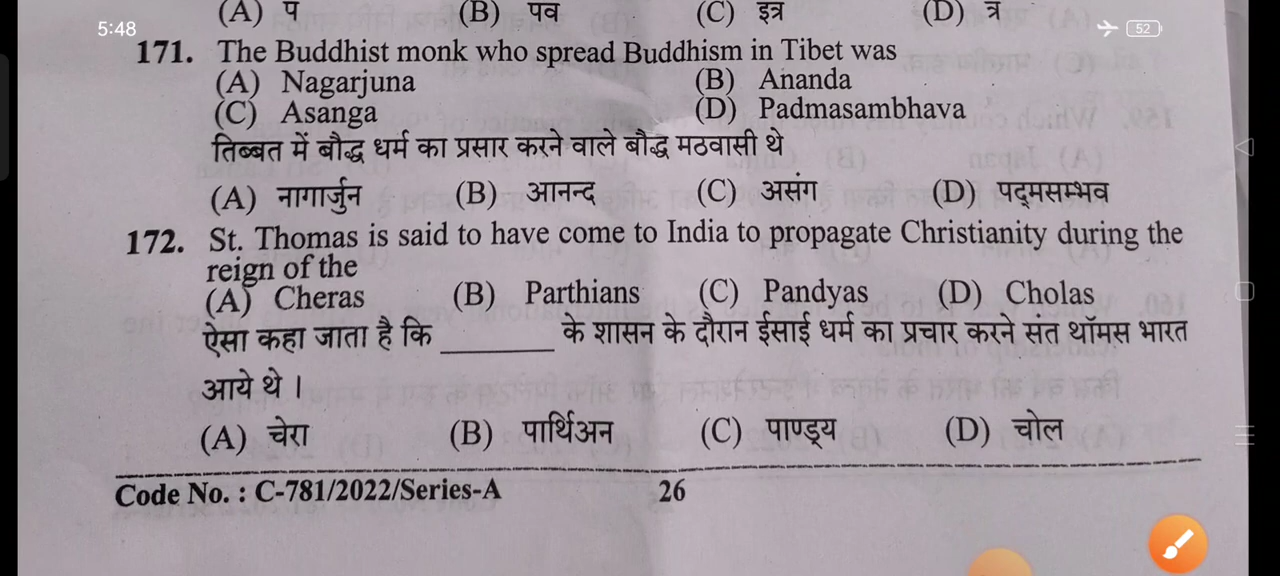 (A) प (B) पव (C) इत्र (D) त्र
5:48
52
171. The Buddhist monk who spread Buddhism in Tibet was
(A) Nagarjuna (B) Ananda
(C) Asanga (D) Padmasambhava
तिब्बत में बौद्ध धर्म का प्रसार करने वाले बौद्ध मठवासी थे
(A) नागार्जुन (B) आनन्द (C) असंग (D) पद्मसम्भव
172. St. Thomas is said to have come to India to propagate Christianity during the
reign of the
(A) Cheras (B) Parthians (C) Pandyas (D) Cholas
ऐसा कहा जाता है कि ________ के शासन के दौरान ईसाई धर्म का प्रचार करने सत थॉमस भारत
आये थे ।
(A) चेरा (B) पार्थिअन (C) पाण्ड्य (D) चोल
Code No. : C-781/2022/Series-A 26